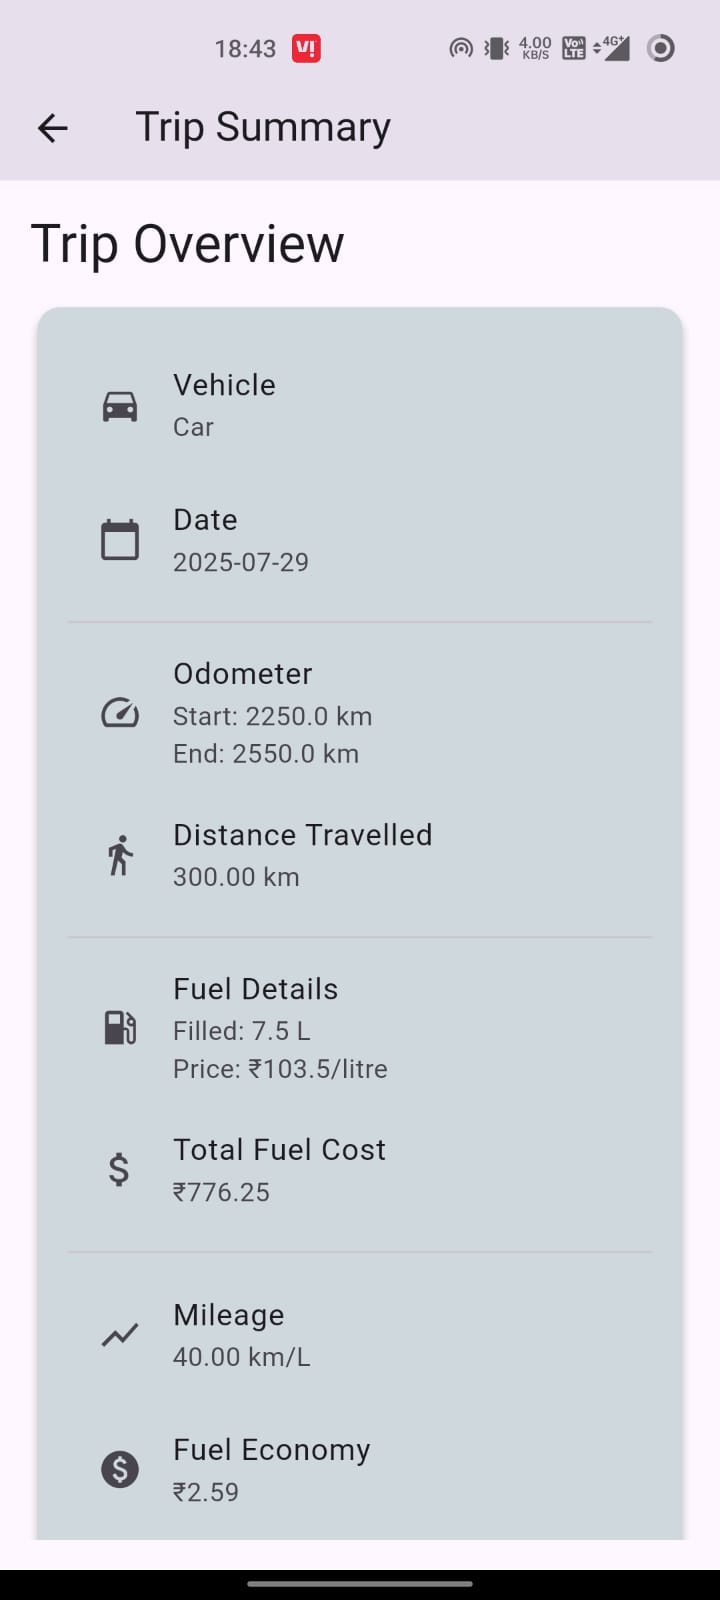 18:43 V! 4.00 KB/S Vo LTE 4G+
Trip Summary
Trip Overview
Vehicle
Car
Date
2025-07-29
Odometer
Start: 2250.0 km
End: 2550.0 km
Distance Travelled
300.00 km
Fuel Details
Filled: 7.5 L
Price: ₹103.5/litre
$
Total Fuel Cost
₹776.25
Mileage
40.00 km/L
$
Fuel Economy
₹2.59